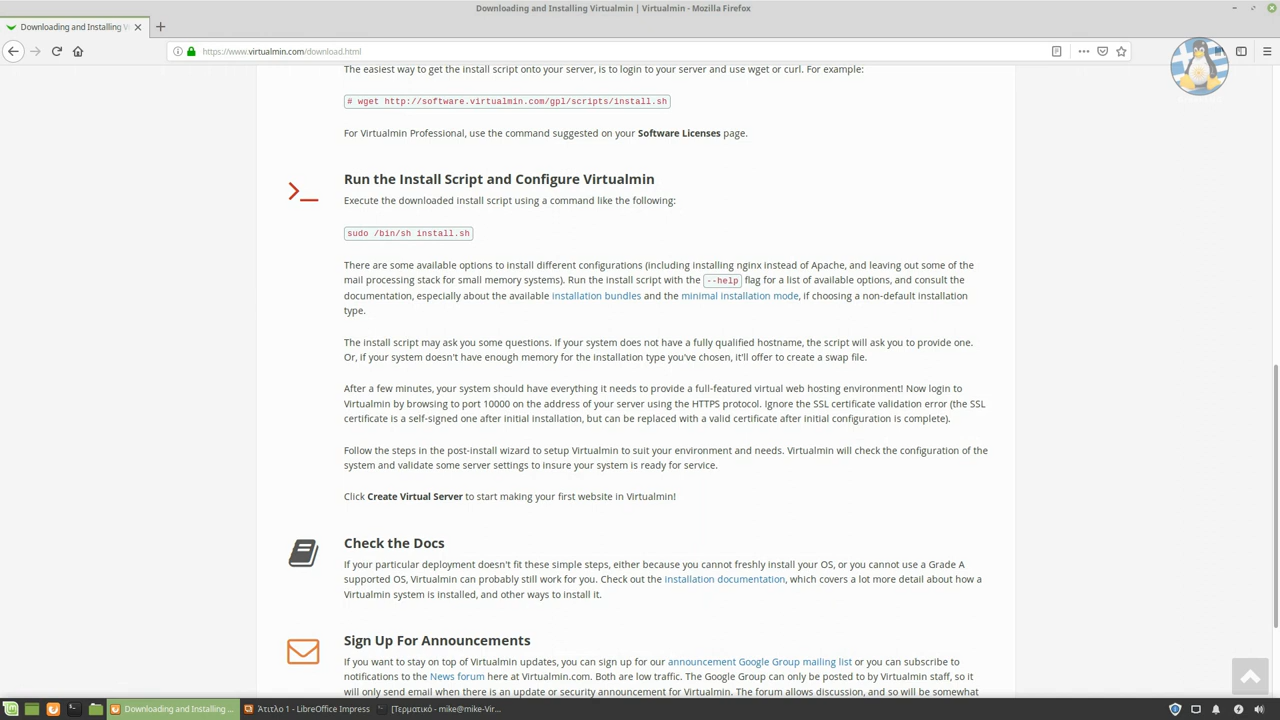 Downloading and Installing Virtualmin | Virtualmin - Mozilla Firefox
Downloading and Installing V
https://www.virtualmin.com/download.html
The easiest way to get the install script onto your server, is to login to your server and use wget or curl. For example:
# wget http://software.virtualmin.com/gpl/scripts/install.sh
For Virtualmin Professional, use the command suggested on your Software Licenses page.
Run the Install Script and Configure Virtualmin
Execute the downloaded install script using a command like the following:
sudo /bin/sh install.sh
There are some available options to install different configurations (including installing nginx instead of Apache, and leaving out some of the
mail processing stack for small memory systems). Run the install script with the --help flag for a list of available options, and consult the
documentation, especially about the available installation bundles and the minimal installation mode, if choosing a non-default installation
type.
The install script may ask you some questions. If your system does not have a fully qualified hostname, the script will ask you to provide one.
Or, if your system doesn't have enough memory for the installation type you've chosen, it'll offer to create a swap file.
After a few minutes, your system should have everything it needs to provide a full-featured virtual web hosting environment! Now login to
Virtualmin by browsing to port 10000 on the address of your server using the HTTPS protocol. Ignore the SSL certificate validation error (the SSL
certificate is a self-signed one after initial installation, but can be replaced with a valid certificate after initial configuration is complete).
Follow the steps in the post-install wizard to setup Virtualmin to suit your environment and needs. Virtualmin will check the configuration of the
system and validate some server settings to insure your system is ready for service.
Click Create Virtual Server to start making your first website in Virtualmin!
Check the Docs
If your particular deployment doesn't fit these simple steps, either because you cannot freshly install your OS, or you cannot use a Grade A
supported OS, Virtualmin can probably still work for you. Check out the installation documentation, which covers a lot more detail about how a
Virtualmin system is installed, and other ways to install it.
Sign Up For Announcements
If you want to stay on top of Virtualmin updates, you can sign up for our announcement Google Group mailing list or you can subscribe to
notifications to the News forum here at Virtualmin.com. Both are low traffic. The Google Group can only be posted to by Virtualmin staff, so it
will only send email when there is an update or security announcement for Virtualmin. The forum allows discussion, and so will be somewhat
Downloading and Installing ...
Άτιτλο 1 - LibreOffice Impress
[Τερματικό - mike@mike-Vir...